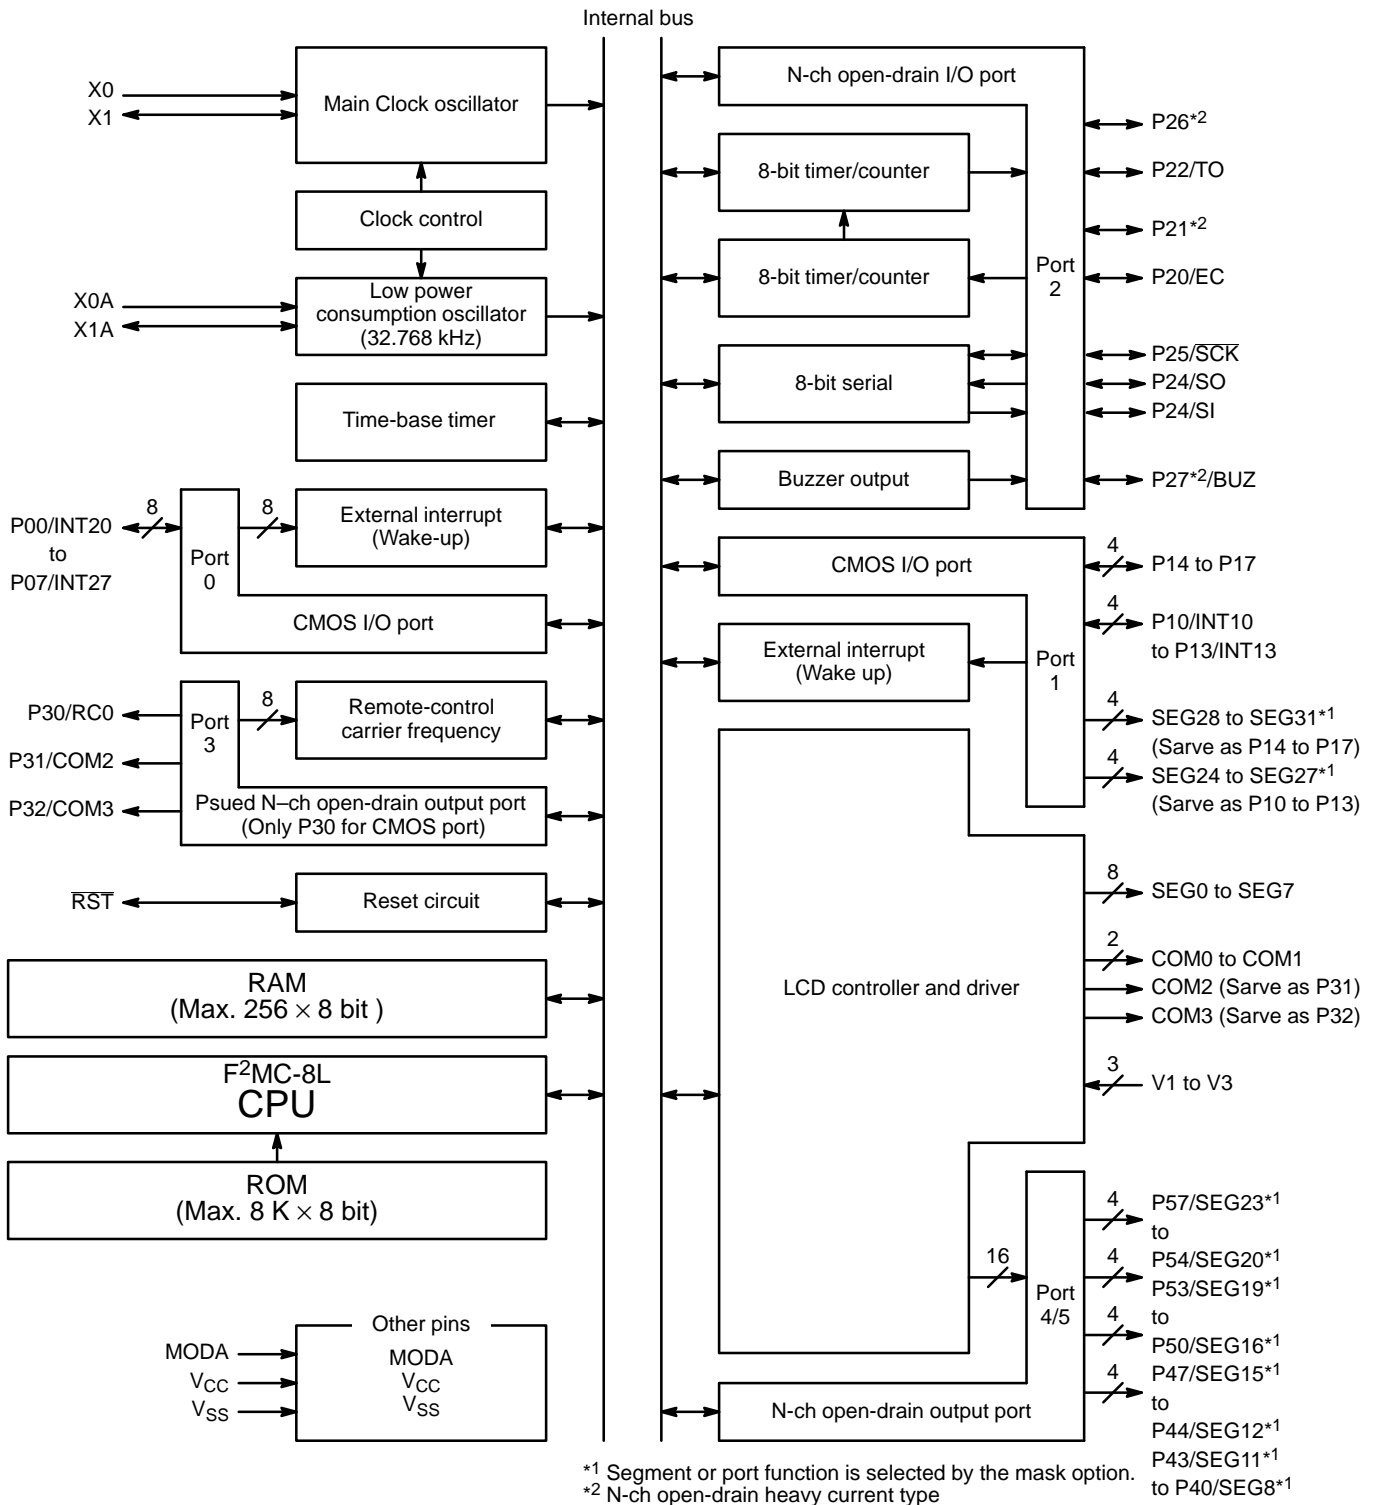 Internal bus
X0
X1
Main Clock oscillator
Clock control
X0A
X1A
Low power
consumption oscillator
(32.768 kHz)
Time-base timer
P00/INT20
to
P07/INT27
8
Port
0
8
External interrupt
(Wake-up)
CMOS I/O port
P30/RC0
P31/COM2
P32/COM3
Port
3
8
Remote-control
carrier frequency
Psued N–ch open-drain output port
(Only P30 for CMOS port)
RST
Reset circuit
RAM
(Max. 256 × 8 bit )
F2MC-8L
CPU
ROM
(Max. 8 K × 8 bit)
Other pins
MODA
VCC
VSS
MODA
VCC
VSS
N-ch open-drain I/O port
8-bit timer/counter
8-bit timer/counter
8-bit serial
Buzzer output
Port
2
P26*2
P22/TO
P21*2
P20/EC
P25/SCK
P24/SO
P24/SI
P27*2/BUZ
CMOS I/O port
External interrupt
(Wake up)
Port
1
4
P14 to P17
4
P10/INT10
to P13/INT13
4
SEG28 to SEG31*1
(Sarve as P14 to P17)
4
SEG24 to SEG27*1
(Sarve as P10 to P13)
LCD controller and driver
8
SEG0 to SEG7
2
COM0 to COM1
COM2 (Sarve as P31)
COM3 (Sarve as P32)
3
V1 to V3
16
Port
4/5
N-ch open-drain output port
4
P57/SEG23*1
to
4
P54/SEG20*1
P53/SEG19*1
4
to
P50/SEG16*1
4
P47/SEG15*1
to
P44/SEG12*1
P43/SEG11*1
to P40/SEG8*1
*1 Segment or port function is selected by the mask option.
*2 N-ch open-drain heavy current type